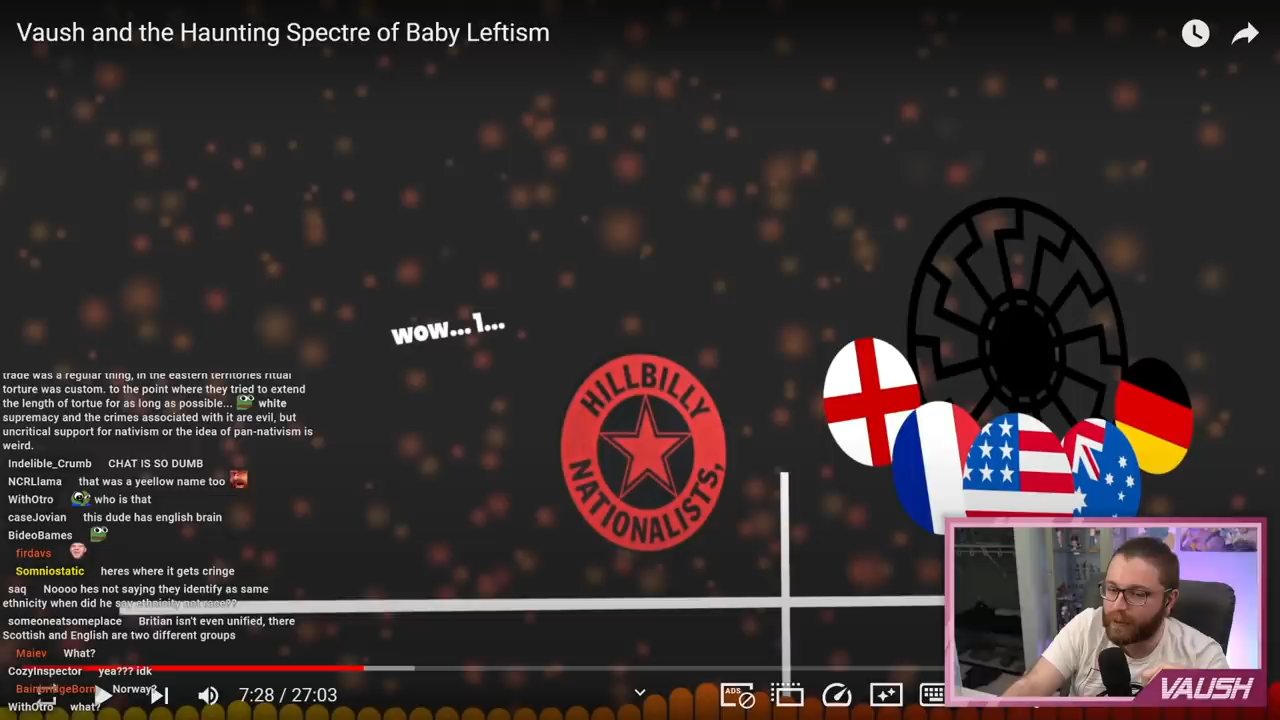 Vaush and the Haunting Spectre of Baby Leftism
wow... I...
HILLBILLY
NATIONALISTS,
trade was a regular thing, in the eastern territories ritual
torture was custom. to the point where they tried to extend
the length of tortue for as long as possible... white
supremacy and the crimes associated with it are evil, but
uncritical support for nativism or the idea of pan-nativism is
weird.
Indelible_Crumb CHAT IS SO DUMB
NCRLlama that was a yeellow name too
WithOtro who is that
caseJovian this dude has english brain
BideoBames
firdavs
Somniostatic heres where it gets cringe
saq Noooo hes not sayjng they identify as same
ethnicity when did he say ethnicity not race??
someoneatsomeplace Britian isn't even unified, there
Scottish and English are two different groups
Maiev What?
CozyInspector yea??? idk
BainbridgeBorn Norway?
WithOtro what?
7:28 / 27:03
ADS
VAUSH